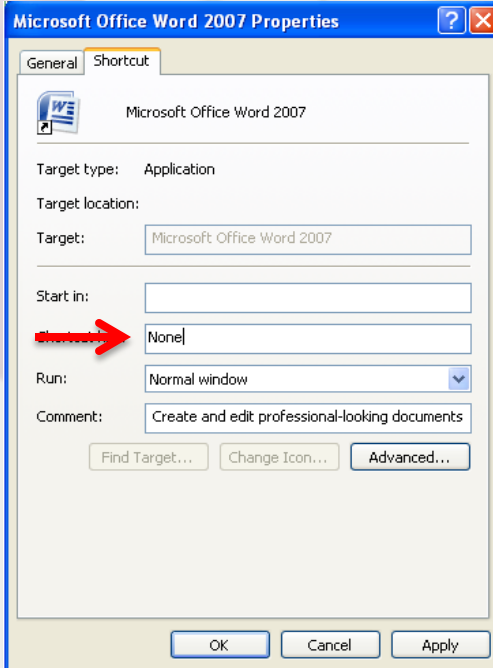 Microsoft Office Word 2007 Properties
General Shortcut
Microsoft Office Word 2007
Target type: Application
Target location:
Target: Microsoft Office Word 2007
Start in:
Shortcut None
Run: Normal window
Comment: Create and edit professional-looking documents
Find Target... Change Icon... Advanced...
OK Cancel Apply